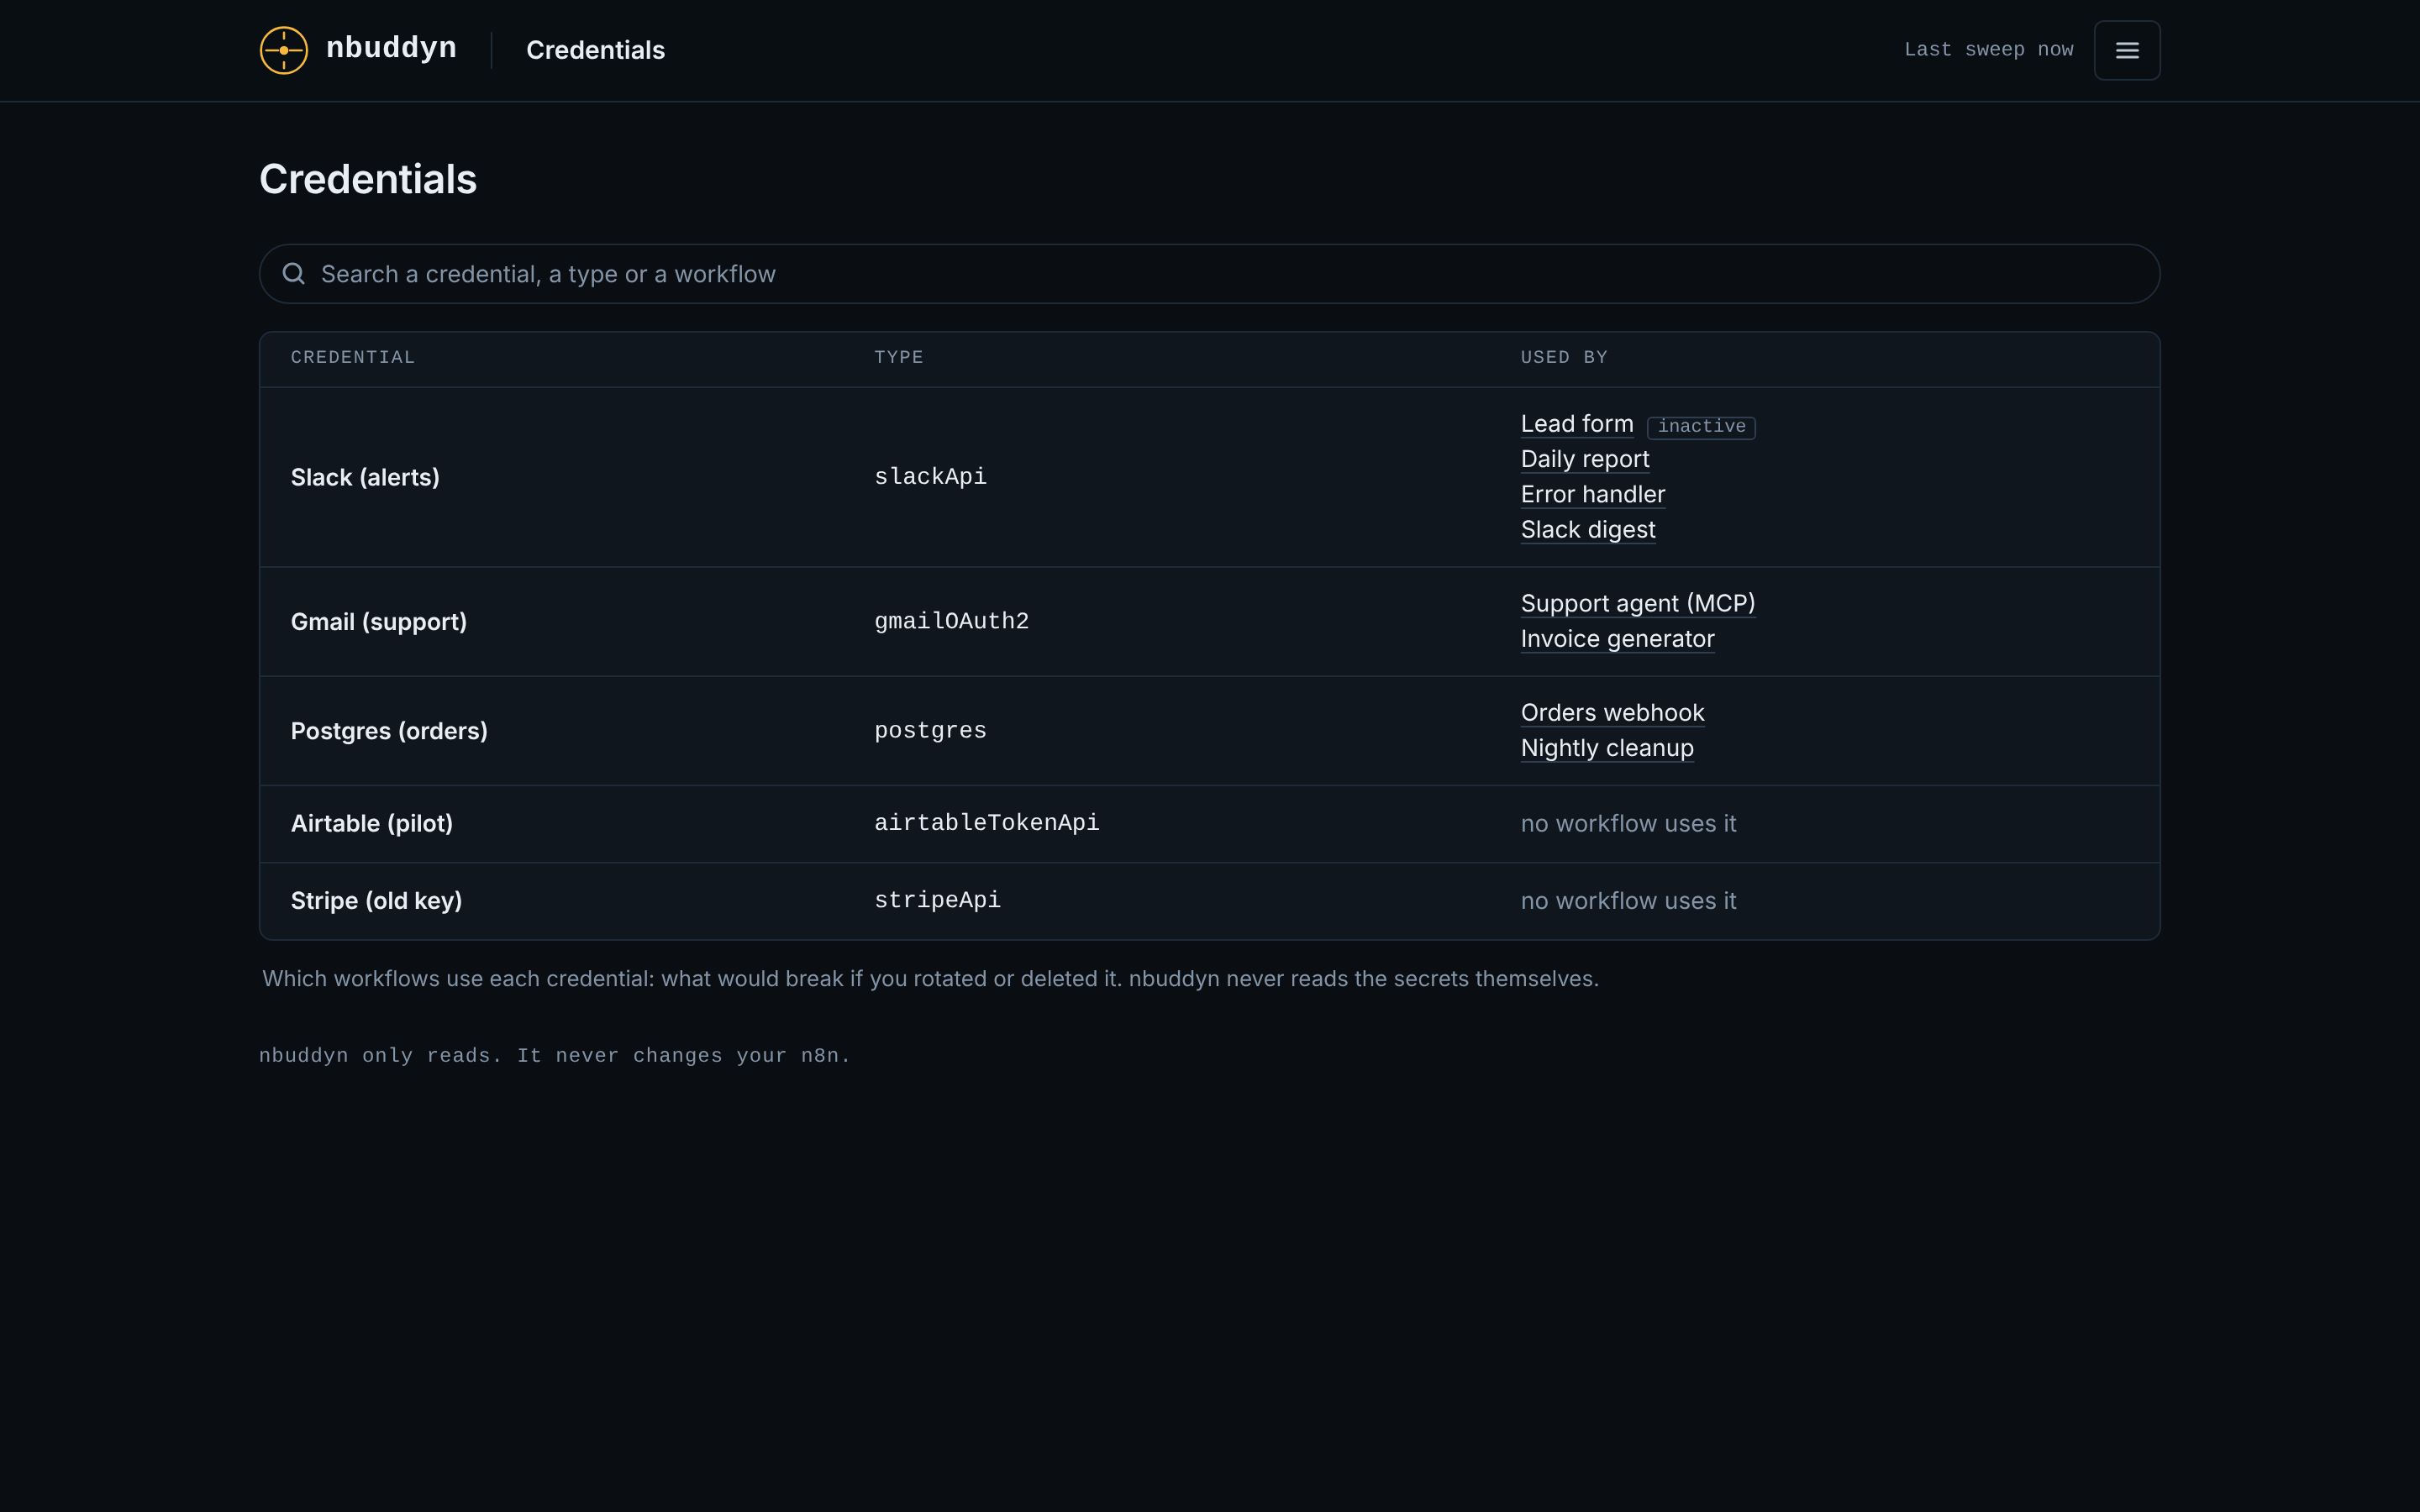 nbuddyn
Credentials
Last sweep now
Credentials
Search a credential, a type or a workflow
CREDENTIAL TYPE USED BY
Slack (alerts) slackApi
Lead form inactive
Daily report
Error handler
Slack digest
Gmail (support) gmailOAuth2
Support agent (MCP)
Invoice generator
Postgres (orders) postgres
Orders webhook
Nightly cleanup
Airtable (pilot) airtableTokenApi no workflow uses it
Stripe (old key) stripeApi no workflow uses it
Which workflows use each credential: what would break if you rotated or deleted it. nbuddyn never reads the secrets themselves.
nbuddyn only reads. It never changes your n8n.